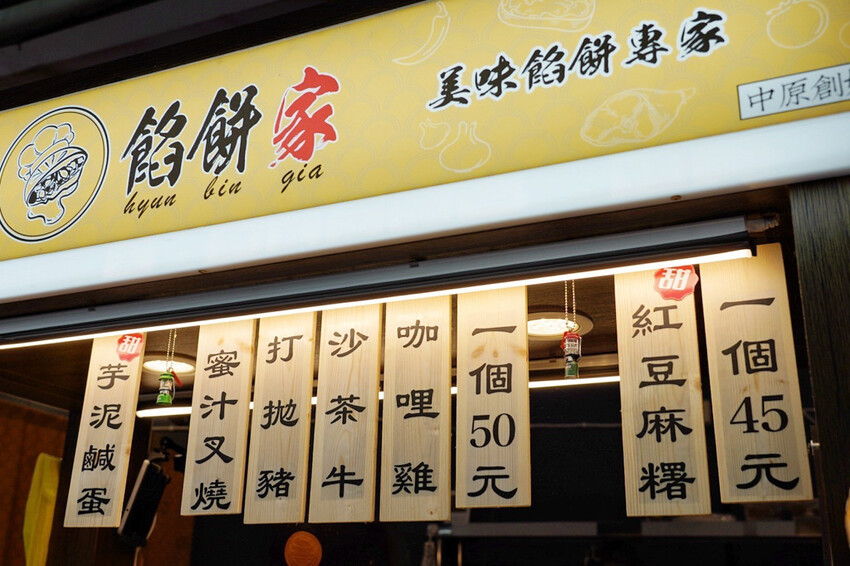 餡餅家
hyun bin gia
美味餡餅專家
中原創
甜
芋泥鹹蛋
蜜汁叉燒
打拋豬
沙茶牛
咖哩雞
一個50元
甜
紅豆麻糬
一個45元